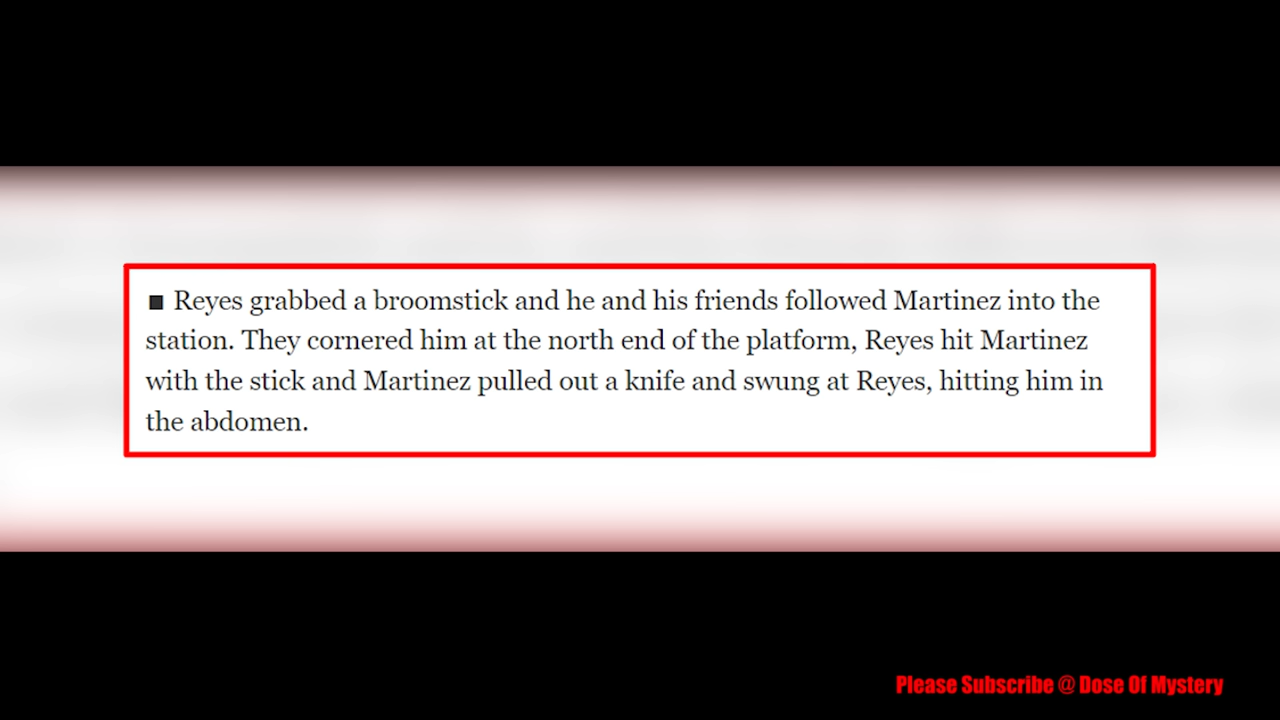 ■ Reyes grabbed a broomstick and he and his friends followed Martinez into the
station. They cornered him at the north end of the platform, Reyes hit Martinez
with the stick and Martinez pulled out a knife and swung at Reyes, hitting him in
the abdomen.
Please Subscribe @ Dose Of Mystery